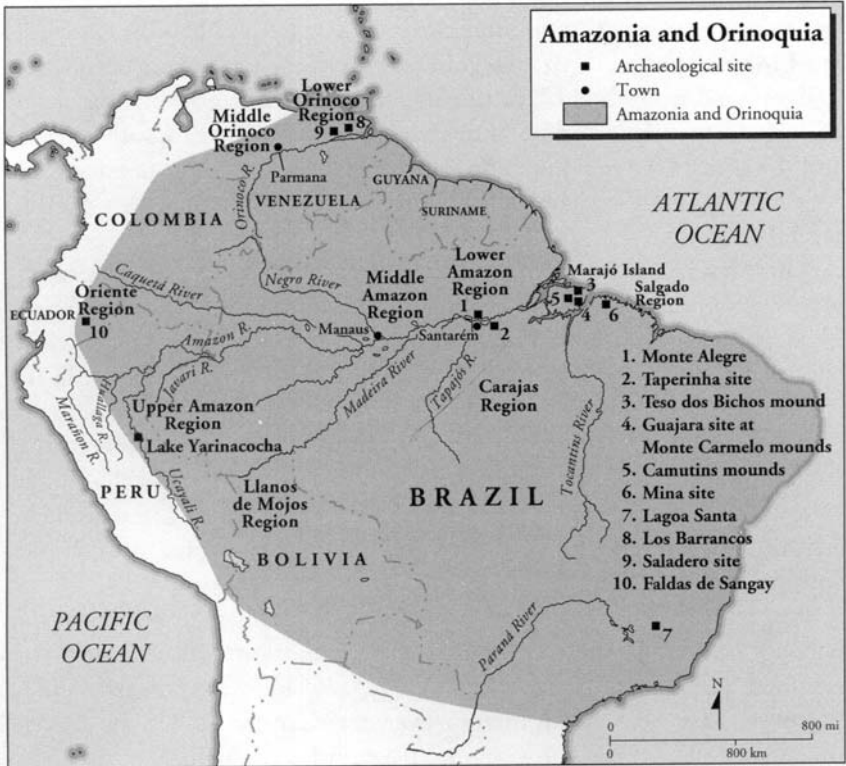 Amazonia and Orinoquia
Archaeological site
Town
Amazonia and Orinoquia
Lower
Orinoco
Region
Middle
Orinoco
Region
9
8
Parmana
Orinoco R.
VENEZUELA
GUYANA
SURINAME
COLOMBIA
ATLANTIC
OCEAN
Caquetá River
Negro River
Middle
Amazon
Region
Lower
Amazon
Region
Marajó Island
3
Salgado
Region
5
4
6
ECUADOR
Oriente
Region
10
Manaus
1
Santarém
2
Amazon R.
Javari R.
Huallaga R.
Marañon R.
Madeira River
Tapajós R.
Carajas
Region
Tocantins River
Upper Amazon
Region
Lake Yarinacocha
Ucayali R.
PERU
Llanos
de Mojos
Region
BRAZIL
BOLIVIA
1. Monte Alegre
2. Taperinha site
3. Teso dos Bichos mound
4. Guajara site at
Monte Carmelo mounds
5. Camutins mounds
6. Mina site
7. Lagoa Santa
8. Los Barrancos
9. Saladero site
10. Faldas de Sangay
PACIFIC
OCEAN
Paraná River
7
N
0 800 mi
0 800 km